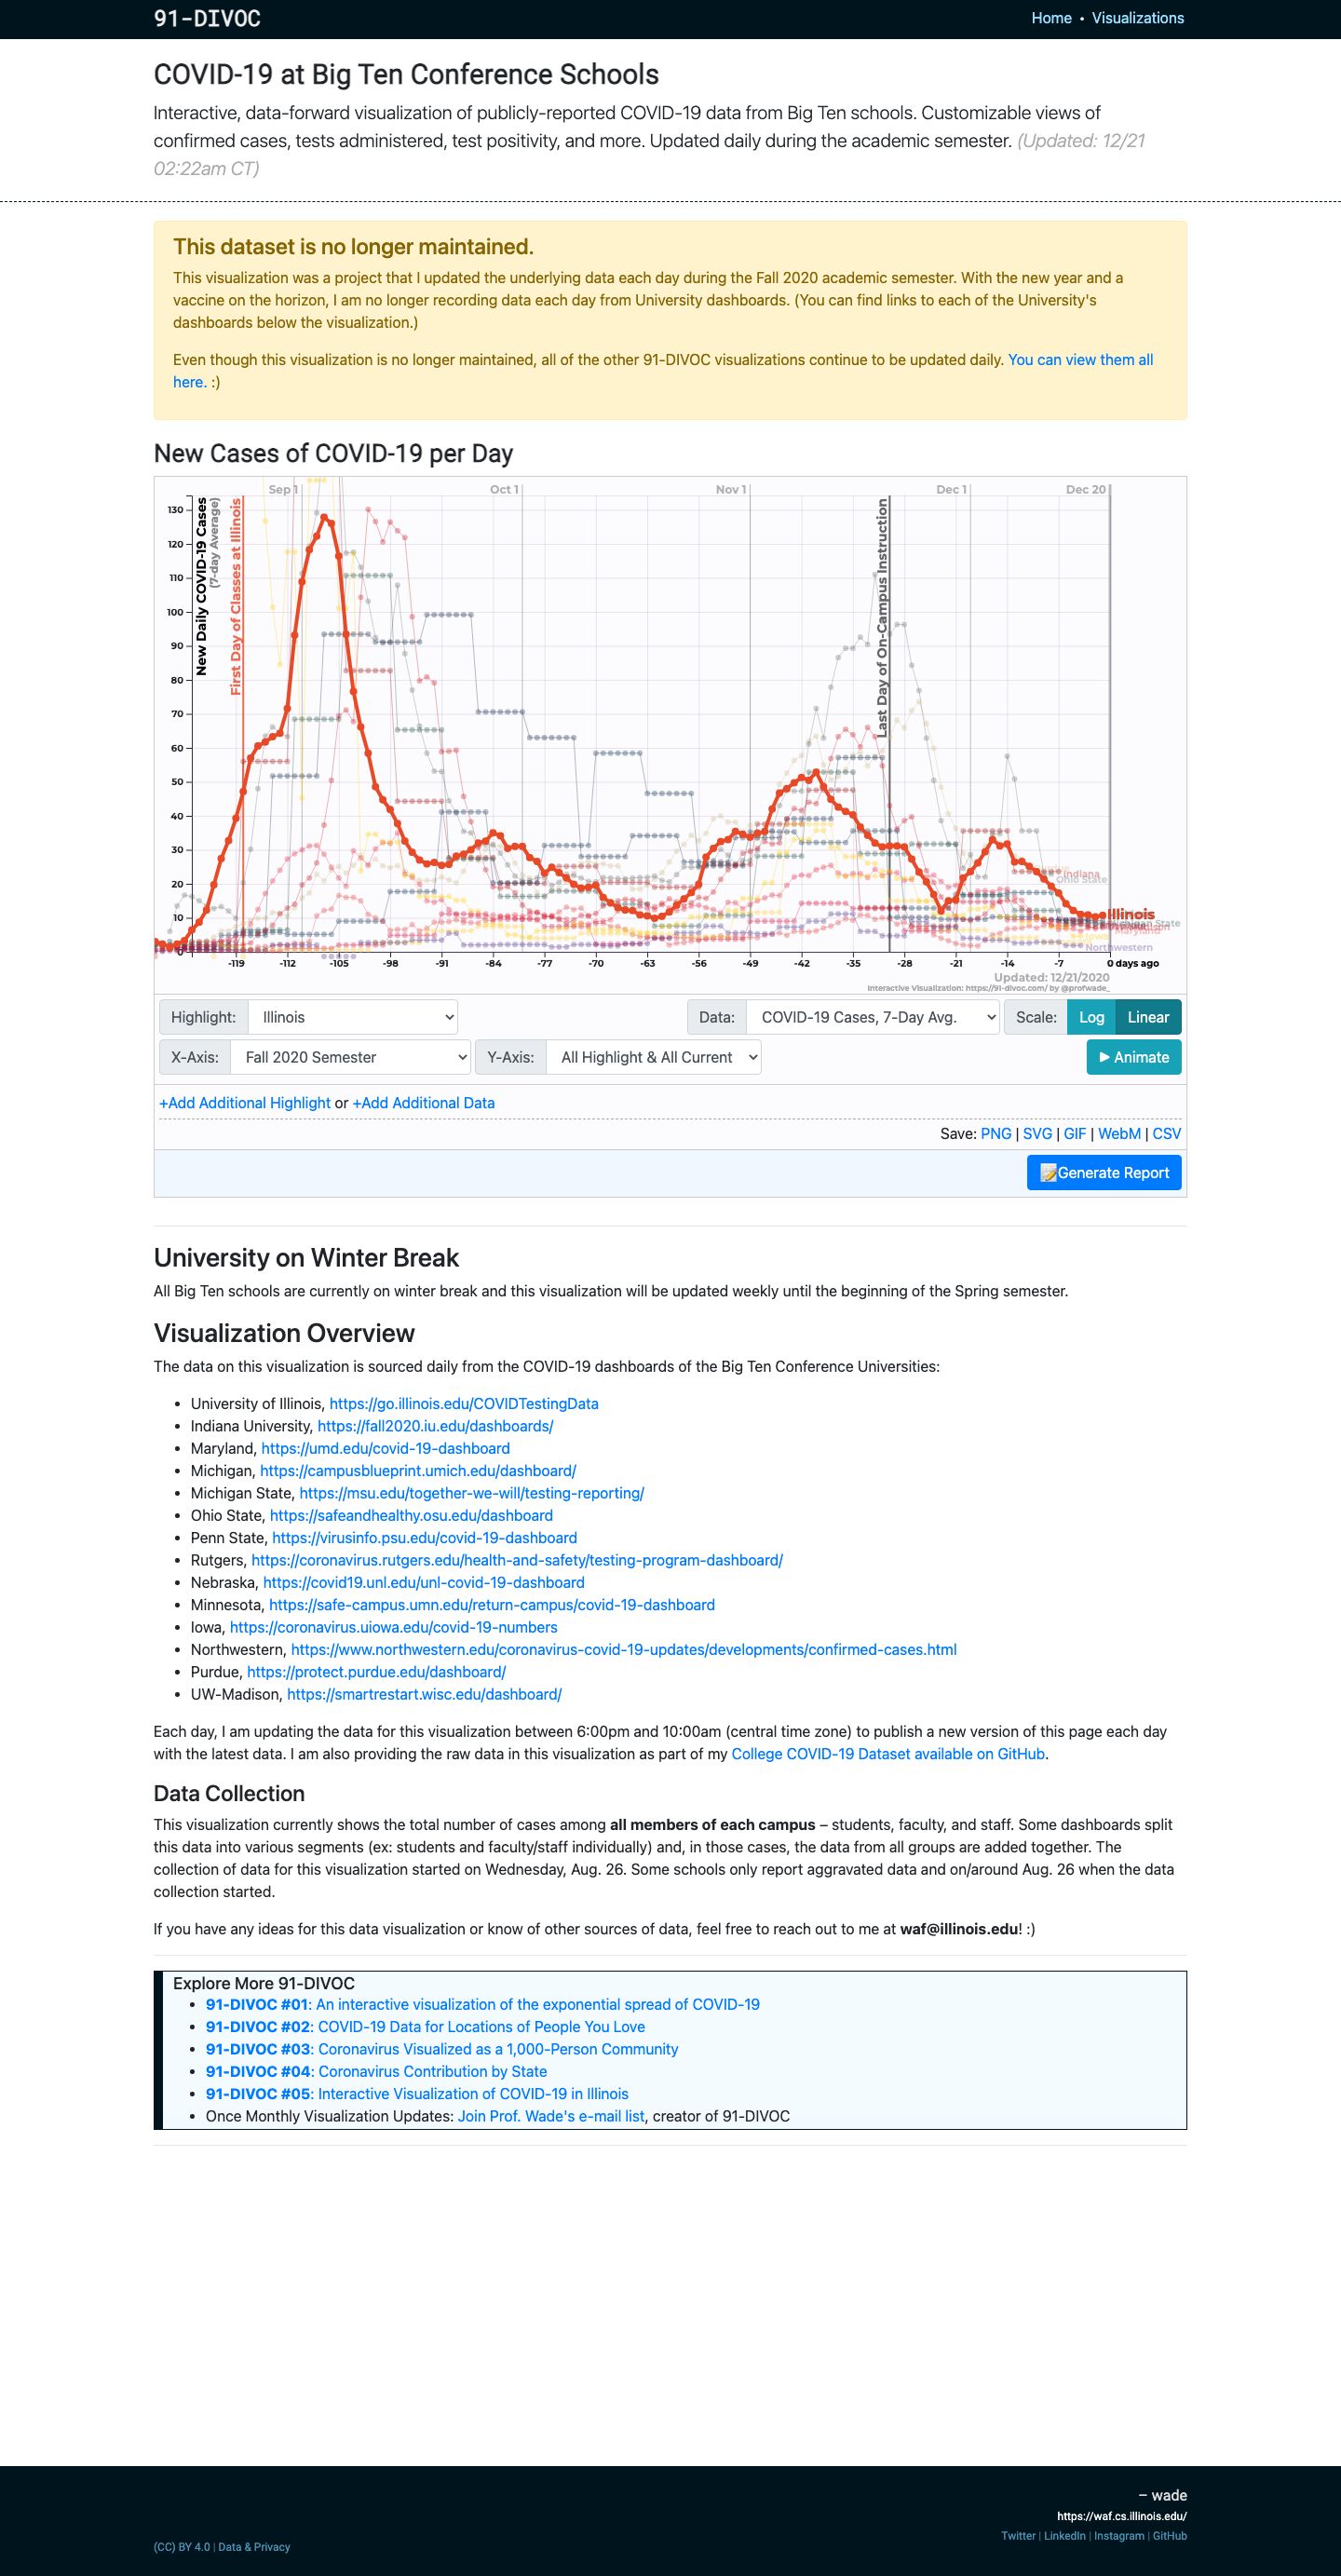 91-DIVOC
Home • Visualizations
COVID-19 at Big Ten Conference Schools
Interactive, data-forward visualization of publicly-reported COVID-19 data from Big Ten schools. Customizable views of
confirmed cases, tests administered, test positivity, and more. Updated daily during the academic semester. (Updated: 12/21
02:22am CT)
This dataset is no longer maintained.
This visualization was a project that I updated the underlying data each day during the Fall 2020 academic semester. With the new year and a
vaccine on the horizon, I am no longer recording data each day from University dashboards. (You can find links to each of the University's
dashboards below the visualization.)
Even though this visualization is no longer maintained, all of the other 91-DIVOC visualizations continue to be updated daily. You can view them all
here. :)
New Cases of COVID-19 per Day
Sep 1
Oct 1
Nov 1
Dec 1
Dec 20
130
120
110
100
90
80
70
60
50
40
30
20
10
0
New Daily COVID-19 Cases
(7-day Average)
First Day of Classes at Illinois
Last Day of On-Campus Instruction
Indiana
Ohio State
Illinois
Northwestern
-119
-112
-105
-98
-91
-84
-77
-70
-63
-56
-49
-42
-35
-28
-21
-14
-7
0 days ago
Updated: 12/21/2020
Interactive Visualization: https://91-divoc.com/ by @profwade_
Highlight: Illinois
Data: COVID-19 Cases, 7-Day Avg.
Scale: Log Linear
X-Axis: Fall 2020 Semester
Y-Axis: All Highlight & All Current
Animate
+Add Additional Highlight or +Add Additional Data
Save: PNG | SVG | GIF | WebM | CSV
Generate Report
University on Winter Break
All Big Ten schools are currently on winter break and this visualization will be updated weekly until the beginning of the Spring semester.
Visualization Overview
The data on this visualization is sourced daily from the COVID-19 dashboards of the Big Ten Conference Universities:
• University of Illinois, https://go.illinois.edu/COVIDTestingData
• Indiana University, https://fall2020.iu.edu/dashboards/
• Maryland, https://umd.edu/covid-19-dashboard
• Michigan, https://campusblueprint.umich.edu/dashboard/
• Michigan State, https://msu.edu/together-we-will/testing-reporting/
• Ohio State, https://safeandhealthy.osu.edu/dashboard
• Penn State, https://virusinfo.psu.edu/covid-19-dashboard
• Rutgers, https://coronavirus.rutgers.edu/health-and-safety/testing-program-dashboard/
• Nebraska, https://covid19.unl.edu/unl-covid-19-dashboard
• Minnesota, https://safe-campus.umn.edu/return-campus/covid-19-dashboard
• Iowa, https://coronavirus.uiowa.edu/covid-19-numbers
• Northwestern, https://www.northwestern.edu/coronavirus-covid-19-updates/developments/confirmed-cases.html
• Purdue, https://protect.purdue.edu/dashboard/
• UW-Madison, https://smartrestart.wisc.edu/dashboard/
Each day, I am updating the data for this visualization between 6:00pm and 10:00am (central time zone) to publish a new version of this page each day
with the latest data. I am also providing the raw data in this visualization as part of my College COVID-19 Dataset available on GitHub.
Data Collection
This visualization currently shows the total number of cases among all members of each campus – students, faculty, and staff. Some dashboards split
this data into various segments (ex: students and faculty/staff individually) and, in those cases, the data from all groups are added together. The
collection of data for this visualization started on Wednesday, Aug. 26. Some schools only report aggravated data and on/around Aug. 26 when the data
collection started.
If you have any ideas for this data visualization or know of other sources of data, feel free to reach out to me at waf@illinois.edu! :)
Explore More 91-DIVOC
• 91-DIVOC #01: An interactive visualization of the exponential spread of COVID-19
• 91-DIVOC #02: COVID-19 Data for Locations of People You Love
• 91-DIVOC #03: Coronavirus Visualized as a 1,000-Person Community
• 91-DIVOC #04: Coronavirus Contribution by State
• 91-DIVOC #05: Interactive Visualization of COVID-19 in Illinois
• Once Monthly Visualization Updates: Join Prof. Wade's e-mail list, creator of 91-DIVOC
– wade
https://waf.cs.illinois.edu/
Twitter | LinkedIn | Instagram | GitHub
(CC) BY 4.0 | Data & Privacy